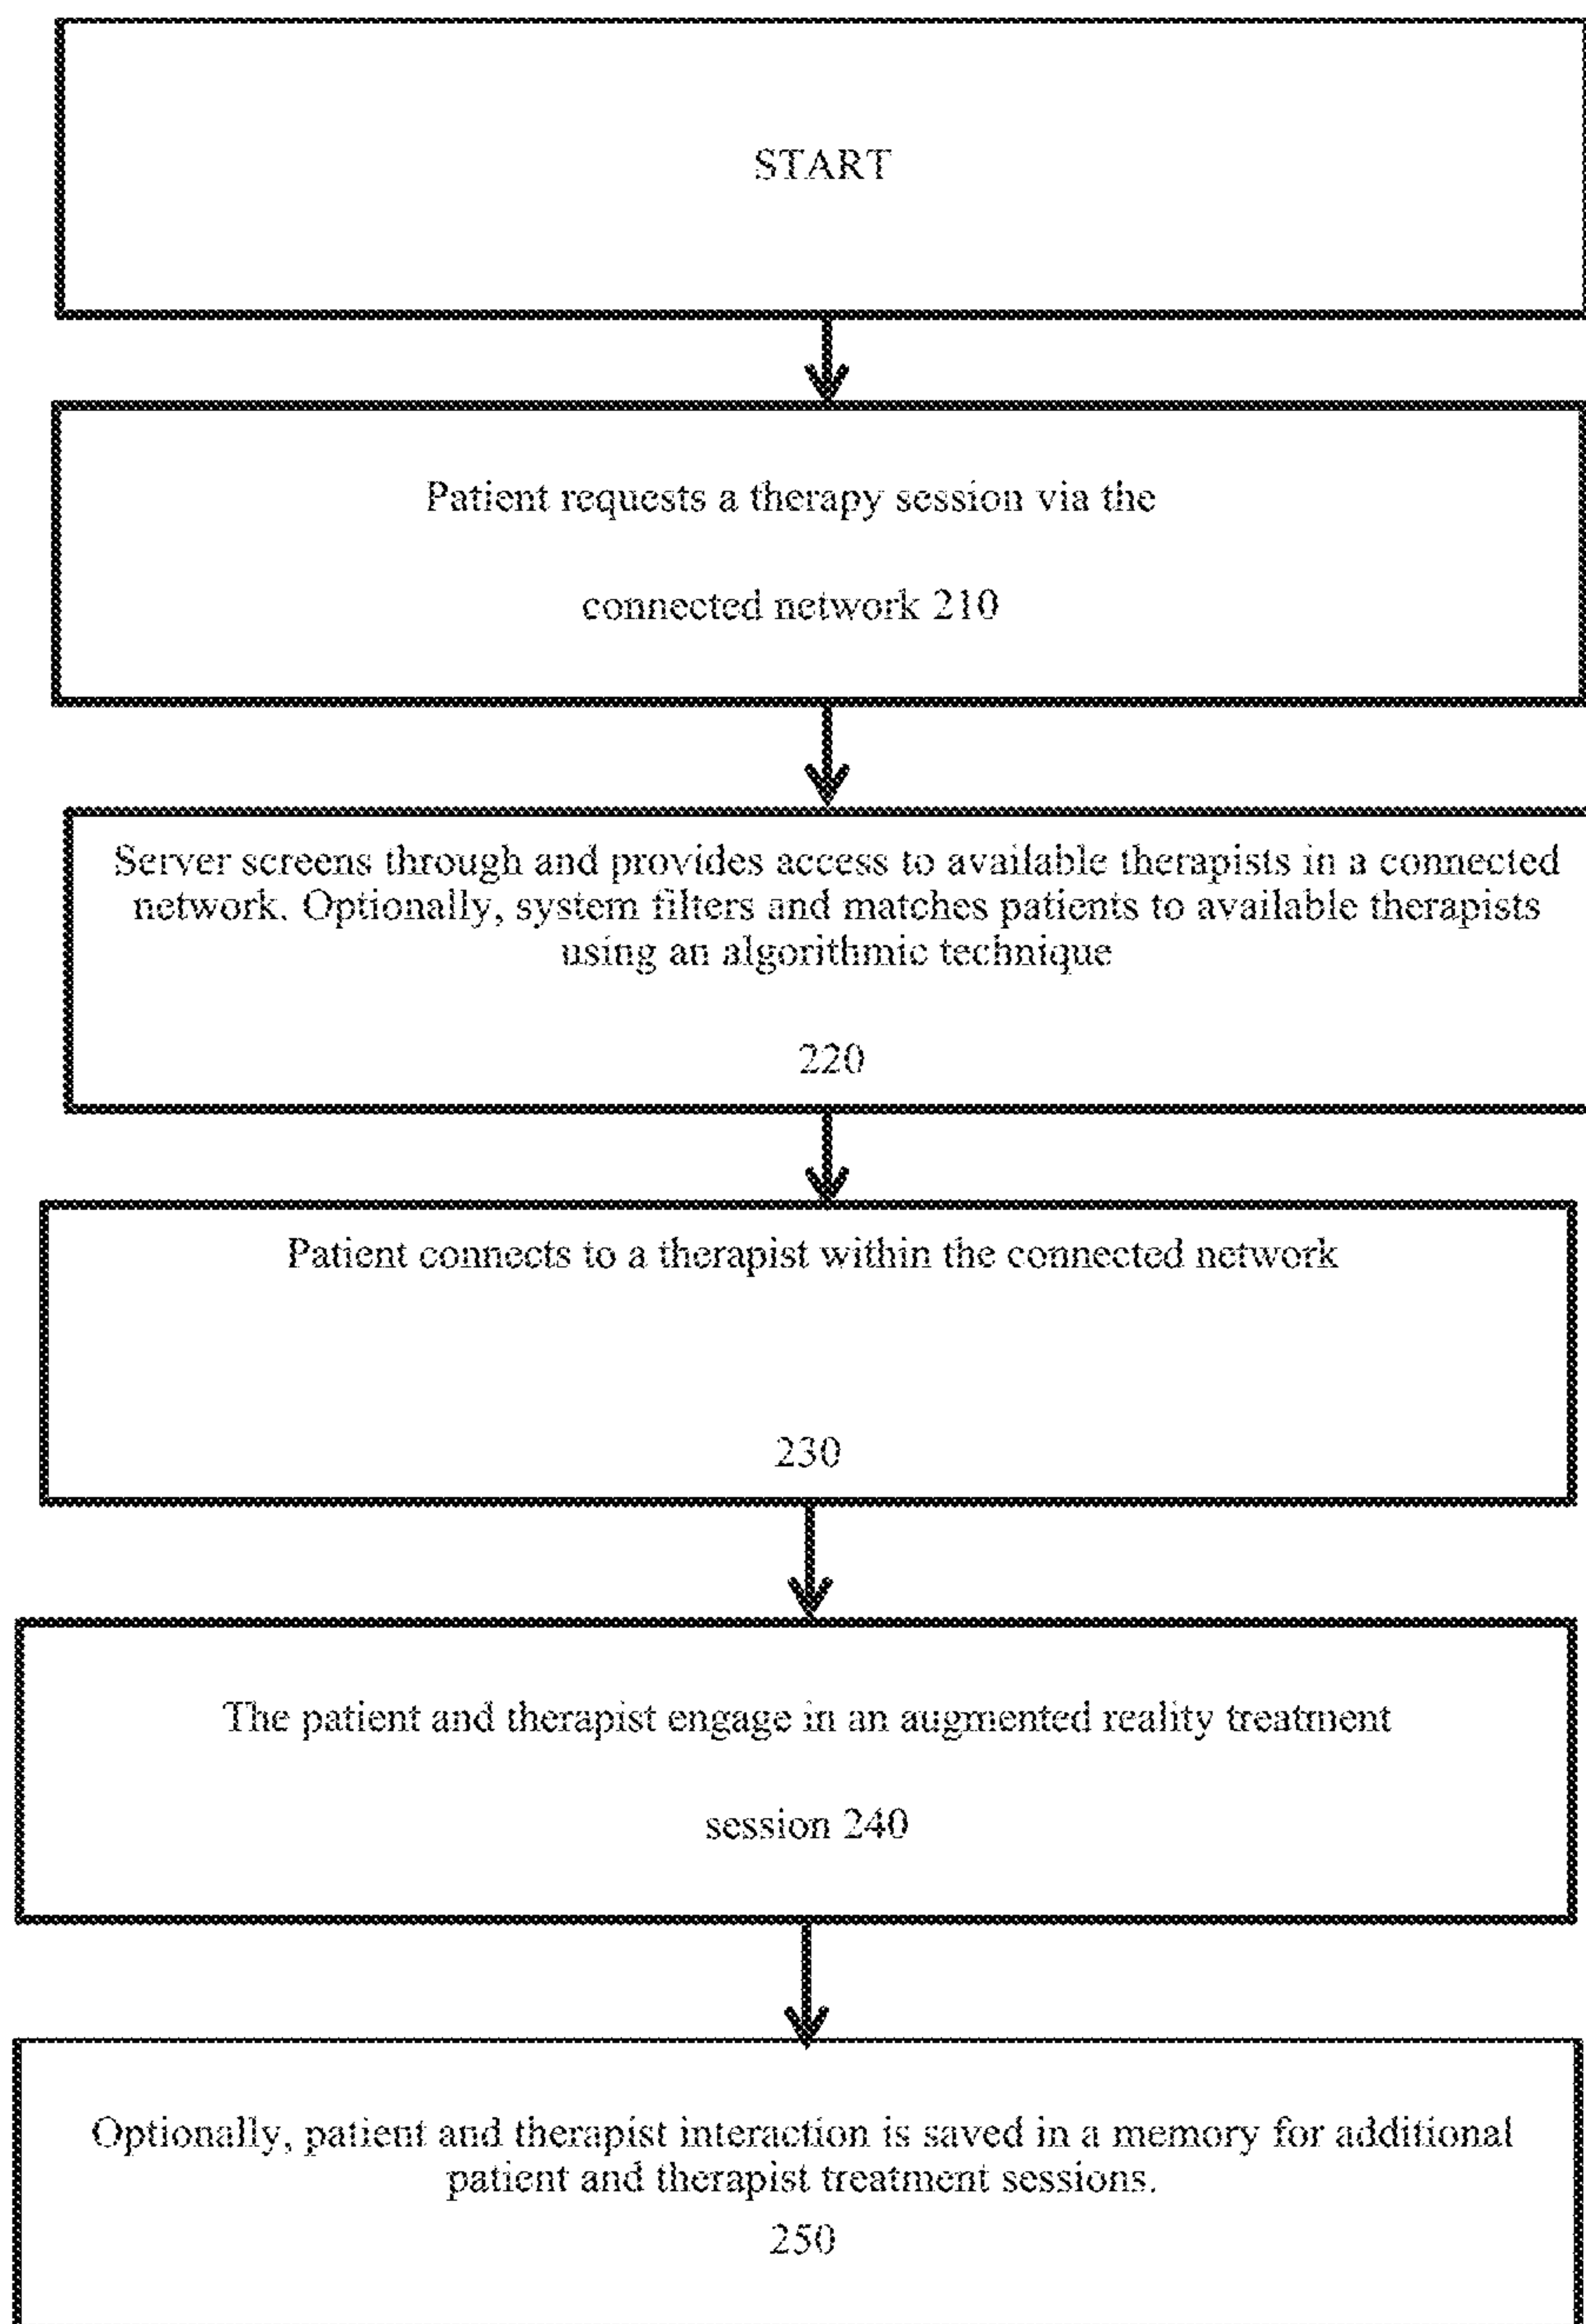 START
Patient requests a therapy session via the
connected network 210
Server screens through and provides access to available therapists in a connected
network. Optionally, system filters and matches patients to available therapists
using an algorithmic technique
220
Patient connects to a therapist within the connected network
230
The patient and therapist engage in an augmented reality treatment
session 240
Optionally, patient and therapist interaction is saved in a memory for additional
patient and therapist treatment sessions.
250